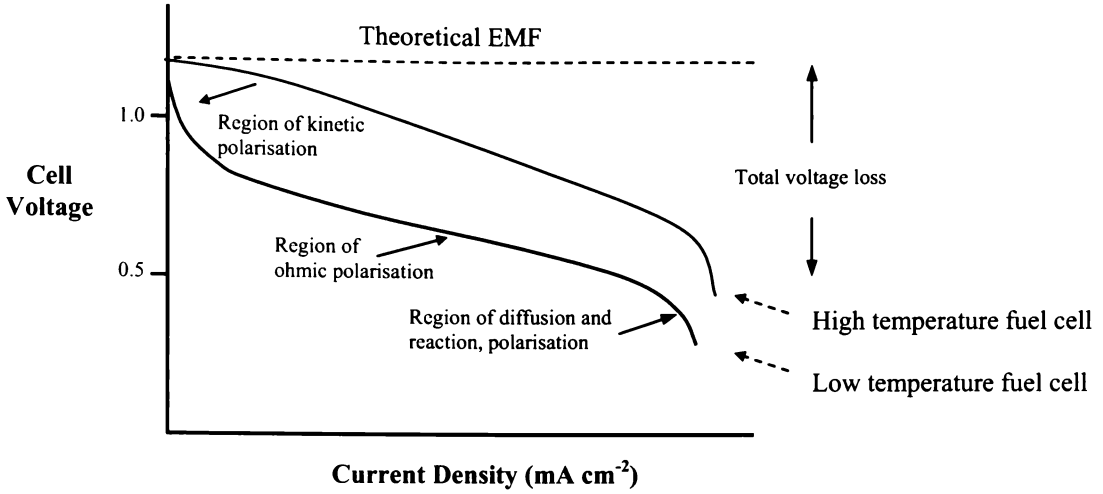 Theoretical EMF
1.0
Region of kinetic
polarisation
Cell
Voltage
Total voltage loss
Region of
ohmic polarisation
0.5
Region of diffusion and
reaction, polarisation
High temperature fuel cell
Low temperature fuel cell
Current Density (mA cm⁻²)